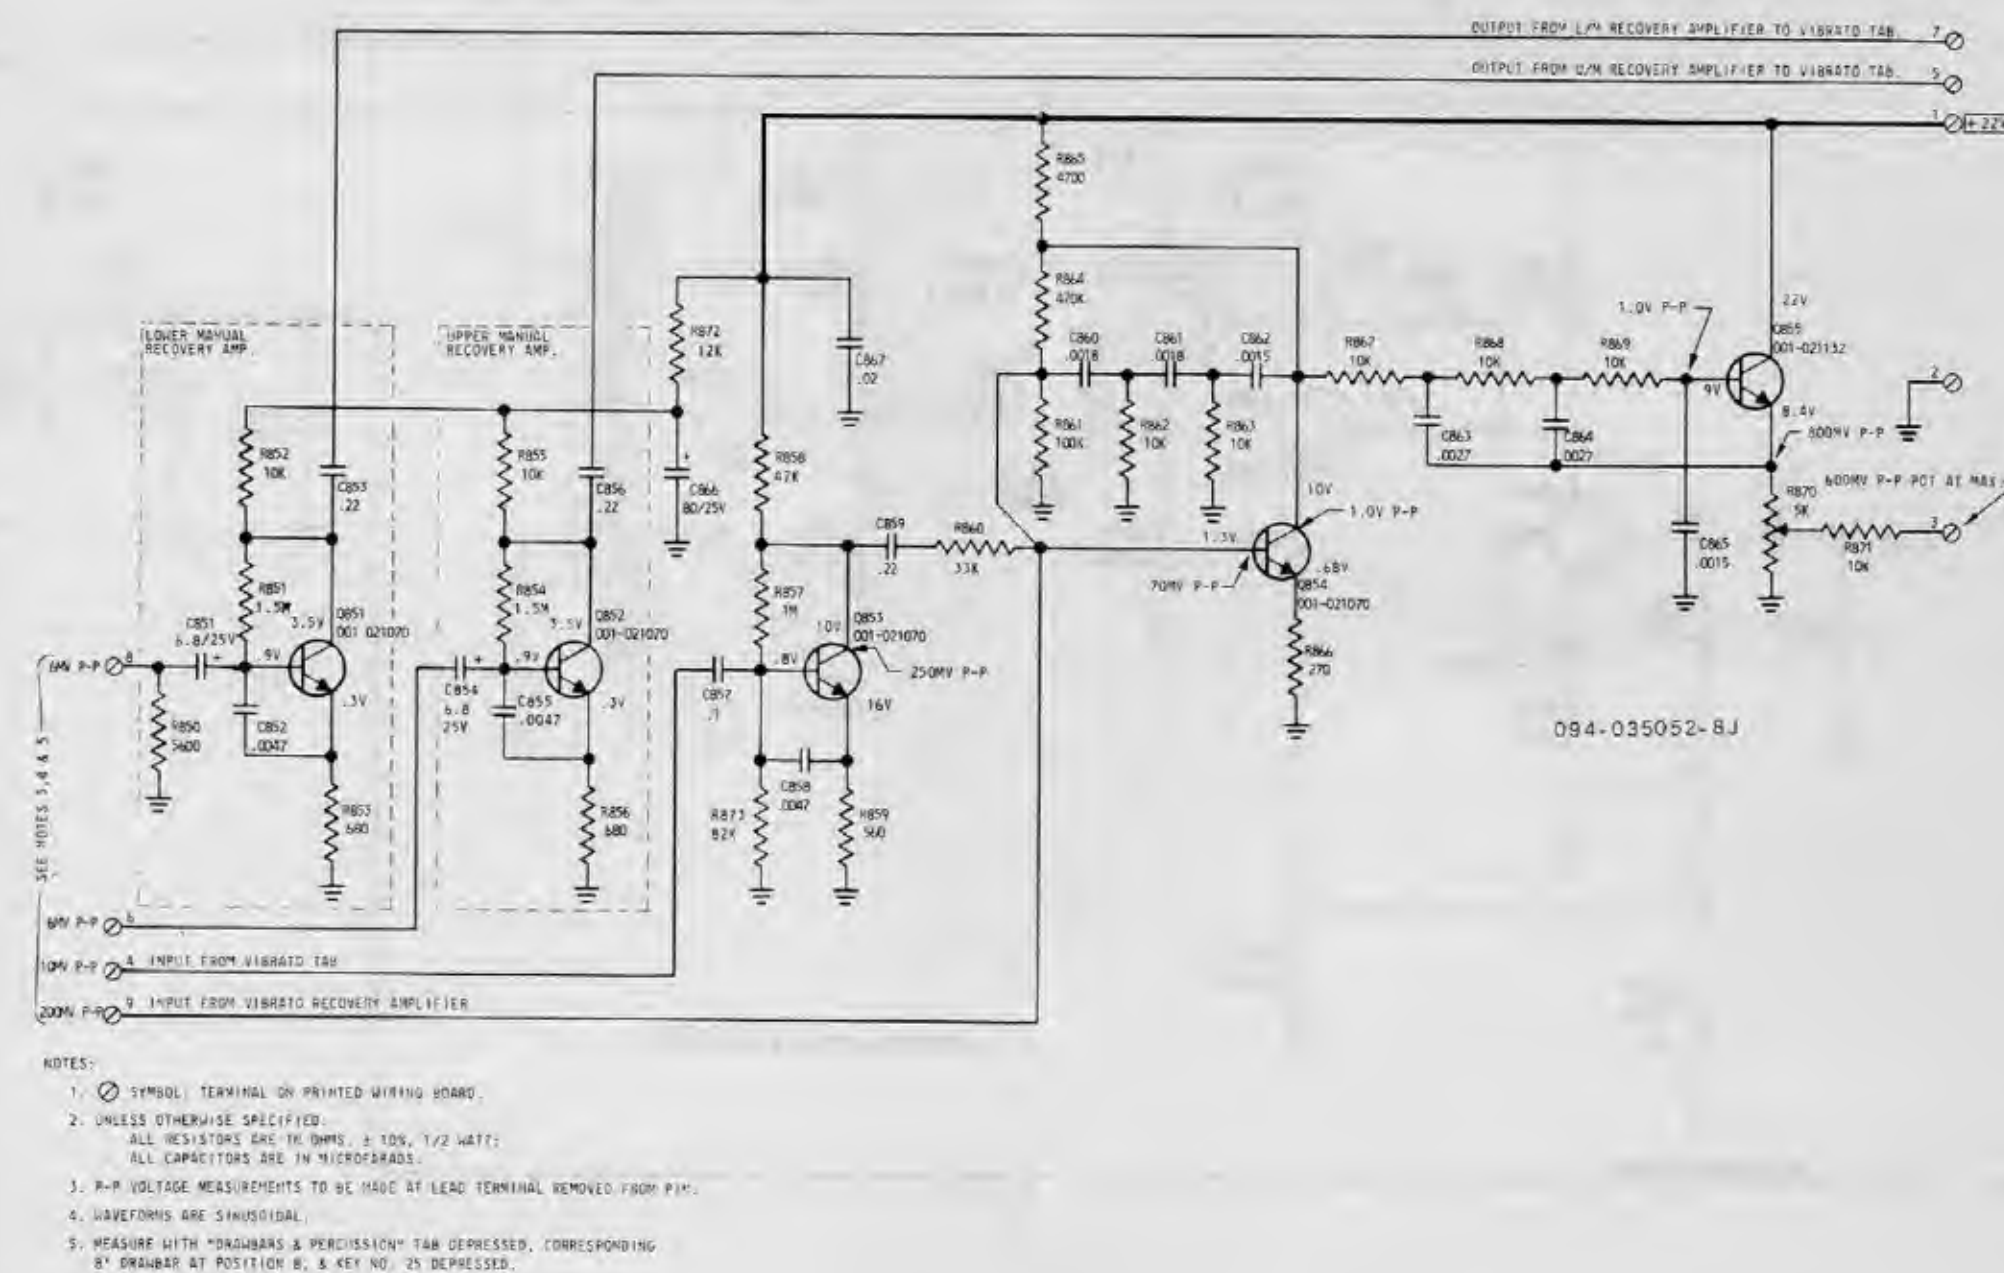 OUTPUT FROM L/M RECOVERY AMPLIFIER TO VIBRATO TAB. 7
OUTPUT FROM U/M RECOVERY AMPLIFIER TO VIBRATO TAB. 5
1
+22V
R865
4700
R864
470K
22V
1.0V P-P
LOWER MANUAL
RECOVERY AMP.
UPPER MANUAL
RECOVERY AMP.
R872
12K
C867
.02
C860
.0018
C861
.0018
C862
.0015
R867
10K
R868
10K
R869
10K
Q855
001-021132
2
9V
8.4V
R852
10K
C853
.22
R855
10K
C856
.22
+
C866
80/25V
R858
47K
R861
100K
R862
10K
R863
10K
C863
.0027
C864
.0027
800MV P-P
R870
5K
600MV P-P POT AT MAX.
10V
1.0V P-P
C859
.22
R860
33K
1.3V
C865
.0015
R871
10K
3
R851
1.5M
R854
1.5M
R857
1M
70MV P-P
.68V
Q854
001-021070
C851
6.8/25V
+
3.5V
Q851
001 021070
3.5V
Q852
001-021070
10V
Q853
001-021070
6MV P-P
8
.9V
+
.9V
.8V
250MV P-P
R866
270
C854
6.8
25V
C857
.1
.3V
C855
.0047
.3V
16V
R850
5600
C852
.0047
094-035052-8J
C858
.0047
R853
680
R856
680
R873
82K
R859
560
SEE NOTES 3,4 & 5
6MV P-P
6
10MV P-P
4 INPUT FROM VIBRATO TAB
200MV P-P
9 INPUT FROM VIBRATO RECOVERY AMPLIFIER
NOTES:
1. SYMBOL: TERMINAL ON PRINTED WIRING BOARD.
2. UNLESS OTHERWISE SPECIFIED:
ALL RESISTORS ARE IN OHMS, ± 10%, 1/2 WATT;
ALL CAPACITORS ARE IN MICROFARADS.
3. P-P VOLTAGE MEASUREMENTS TO BE MADE AT LEAD TERMINAL REMOVED FROM PIN.
4. WAVEFORMS ARE SINUSOIDAL.
5. MEASURE WITH "DRAWBARS & PERCUSSION" TAB DEPRESSED, CORRESPONDING
8' DRAWBAR AT POSITION 8, & KEY NO. 25 DEPRESSED.